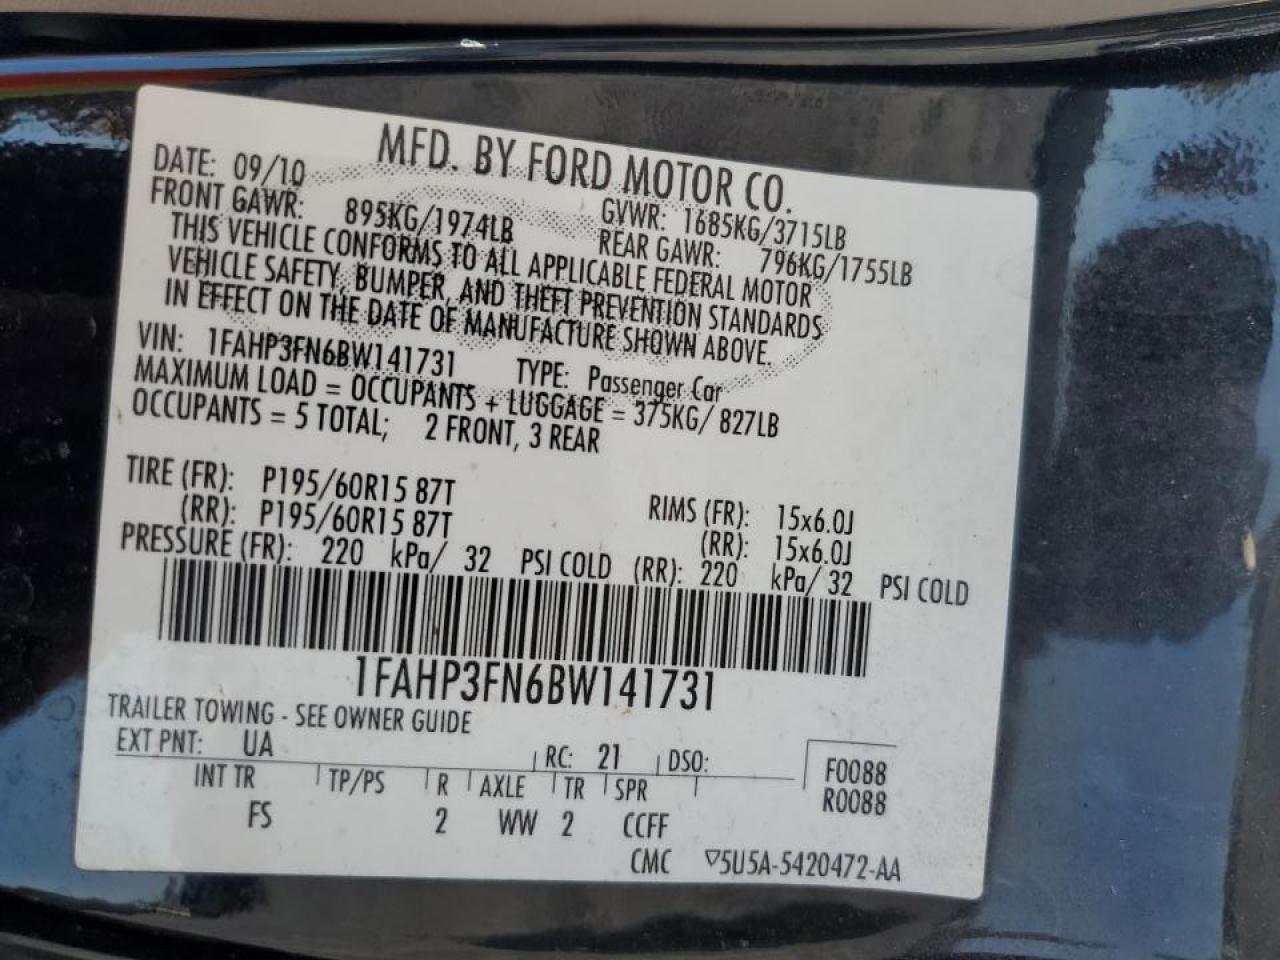 MFD. BY FORD MOTOR CO.
DATE: 09/10 GVWR: 1685KG/3715LB
FRONT GAWR: 895KG/1974LB REAR GAWR: 796KG/1755LB
THIS VEHICLE CONFORMS TO ALL APPLICABLE FEDERAL MOTOR
VEHICLE SAFETY, BUMPER, AND THEFT PREVENTION STANDARDS
IN EFFECT ON THE DATE OF MANUFACTURE SHOWN ABOVE.
VIN: 1FAHP3FN6BW141731 TYPE: Passenger Car
MAXIMUM LOAD = OCCUPANTS + LUGGAGE = 375KG/ 827LB
OCCUPANTS = 5 TOTAL; 2 FRONT, 3 REAR
TIRE (FR): P195/60R15 87T RIMS (FR): 15x6.0J
(RR): P195/60R15 87T (RR): 15x6.0J
PRESSURE (FR): 220 kPa/ 32 PSI COLD (RR): 220 kPa/ 32 PSI COLD
1FAHP3FN6BW141731
TRAILER TOWING - SEE OWNER GUIDE
EXT PNT: UA RC: 21 DSO: F0088
INT TR TP/PS R AXLE TR SPR R0088
FS 2 WW 2 CCFF
CMC ▽5U5A-5420472-AA